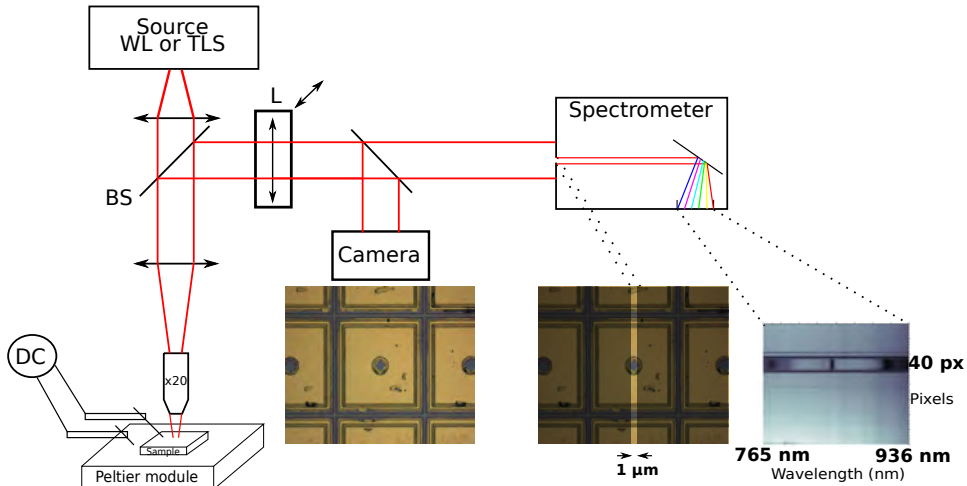 Source
WL or TLS
L
Spectrometer
BS
Camera
DC
x20
Sample
Peltier module
1 µm
40 px
Pixels
765 nm
936 nm
Wavelength (nm)